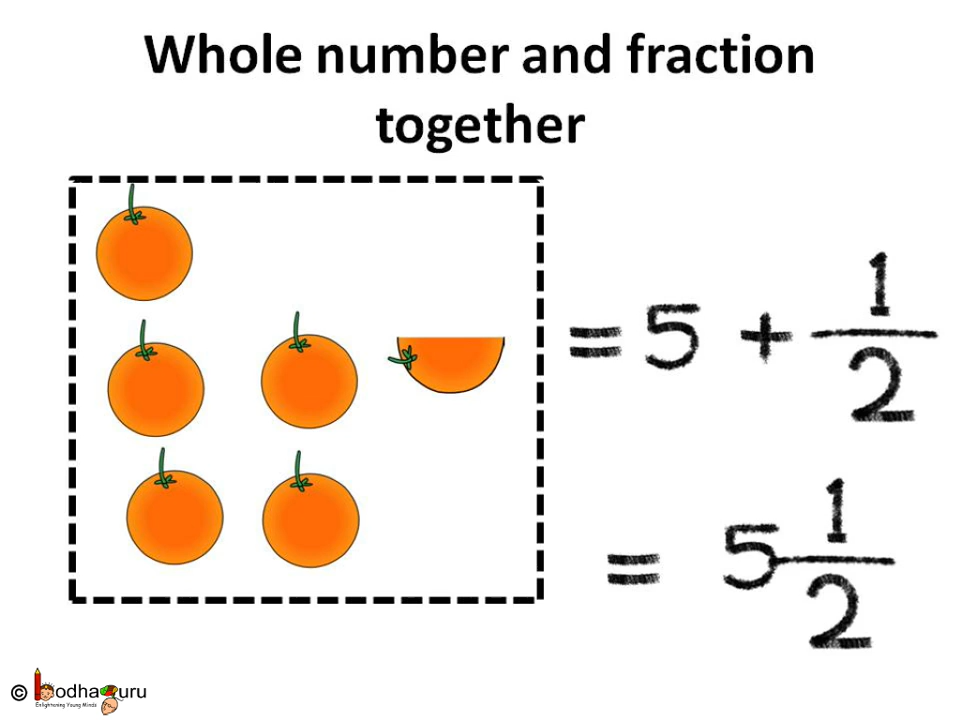 Whole number and fraction
together
= 5 + 1/2
= 5 1/2
© bodhaguru
Enlightening Young Minds